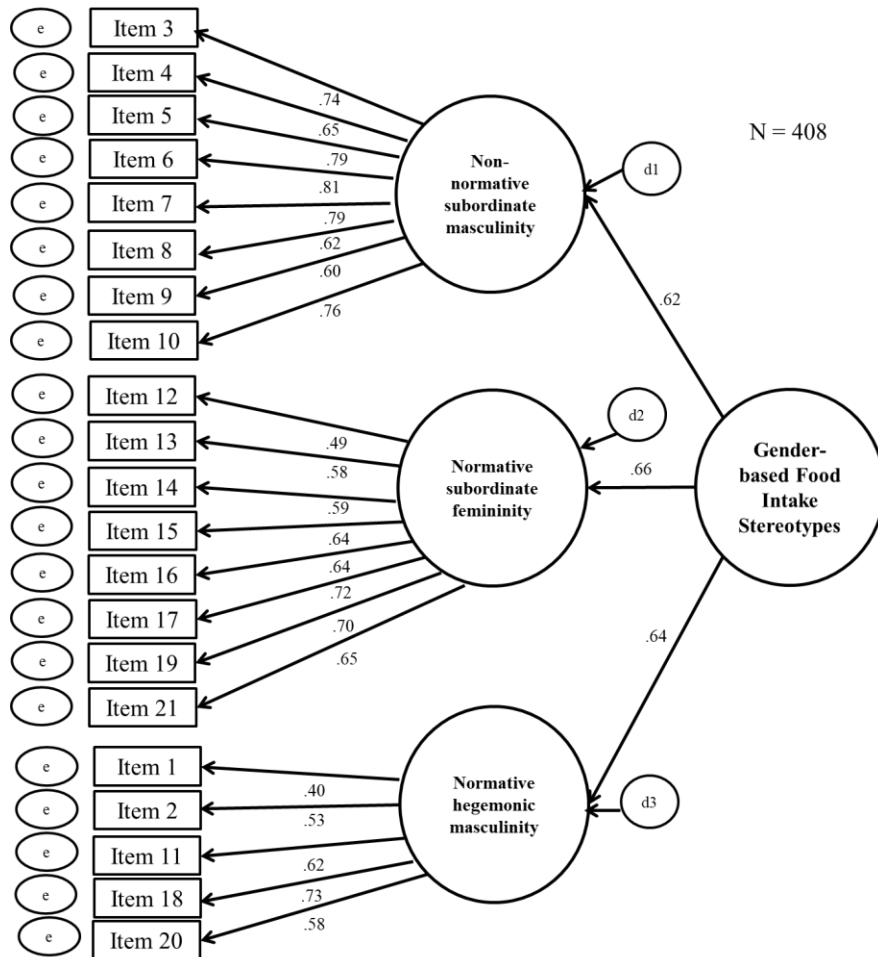 e
Item 3
e
Item 4
e
Item 5
e
Item 6
e
Item 7
e
Item 8
e
Item 9
e
Item 10
.74
.65
.79
.81
.79
.62
.60
.76
Non-
normative
subordinate
masculinity
d1
N = 408
.62
e
Item 12
e
Item 13
e
Item 14
e
Item 15
e
Item 16
e
Item 17
e
Item 19
e
Item 21
.49
.58
.59
.64
.64
.72
.70
.65
Normative
subordinate
femininity
d2
.66
Gender-
based Food
Intake
Stereotypes
.64
e
Item 1
e
Item 2
e
Item 11
e
Item 18
e
Item 20
.40
.53
.62
.73
.58
Normative
hegemonic
masculinity
d3